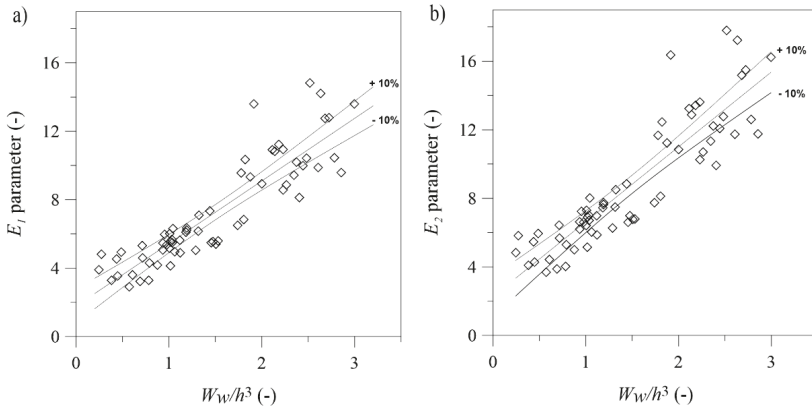 a)
16
12
8
4
0
E₁ parameter (-)
+ 10%
- 10%
0 1 2 3
Ww/h³ (-)
b)
16
12
8
4
0
E₂ parameter (-)
+ 10%
- 10%
0 1 2 3
Ww/h³ (-)